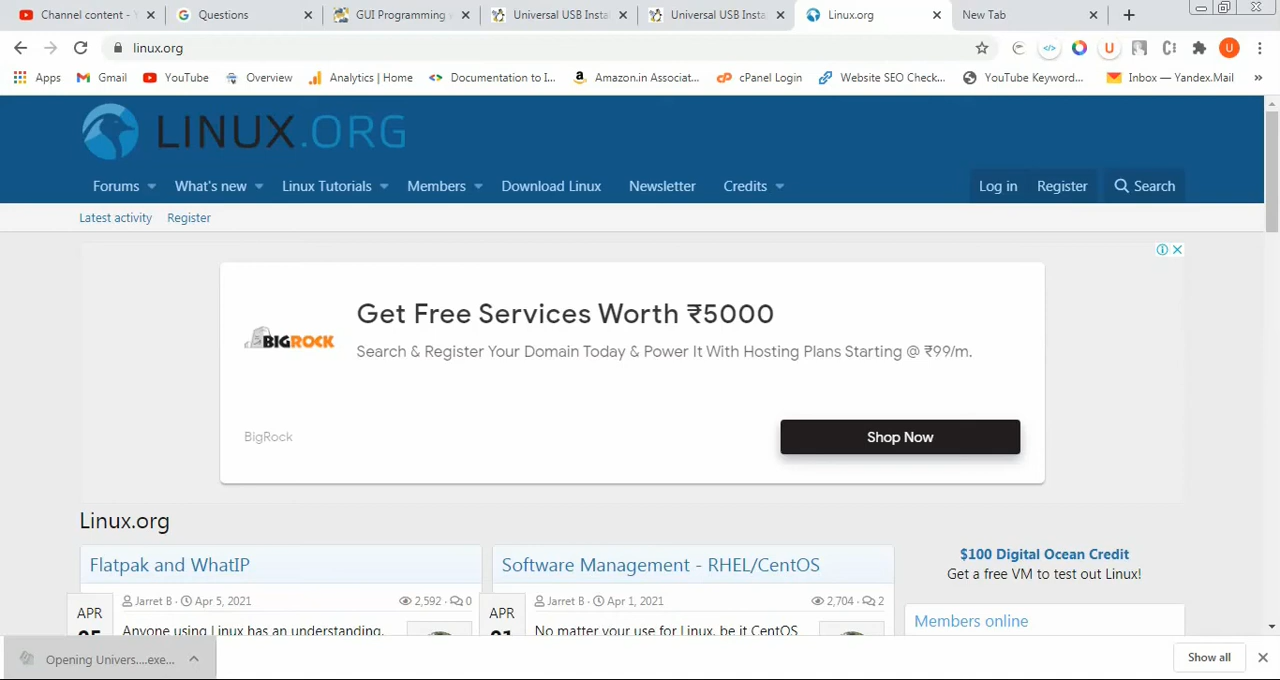 Channel content - Y
Questions
GUI Programming w
Universal USB Insta
Universal USB Insta
Linux.org
New Tab
linux.org
Apps
Gmail
YouTube
Overview
Analytics | Home
Documentation to I...
Amazon.in Associat...
cPanel Login
Website SEO Check...
YouTube Keyword...
Inbox — Yandex.Mail
LINUX.ORG
Forums
What's new
Linux Tutorials
Members
Download Linux
Newsletter
Credits
Log in
Register
Search
Latest activity
Register
Get Free Services Worth ₹5000
BIGROCK
Search & Register Your Domain Today & Power It With Hosting Plans Starting @ ₹99/m.
BigRock
Shop Now
Linux.org
Flatpak and WhatIP
APR
Jarret B · Apr 5, 2021
2,592 · 0
Anyone using Linux has an understanding,
Software Management - RHEL/CentOS
APR
Jarret B · Apr 1, 2021
2,704 · 2
No matter your use for Linux, be it CentOS
$100 Digital Ocean Credit
Get a free VM to test out Linux!
Members online
Opening Univers....exe...
Show all